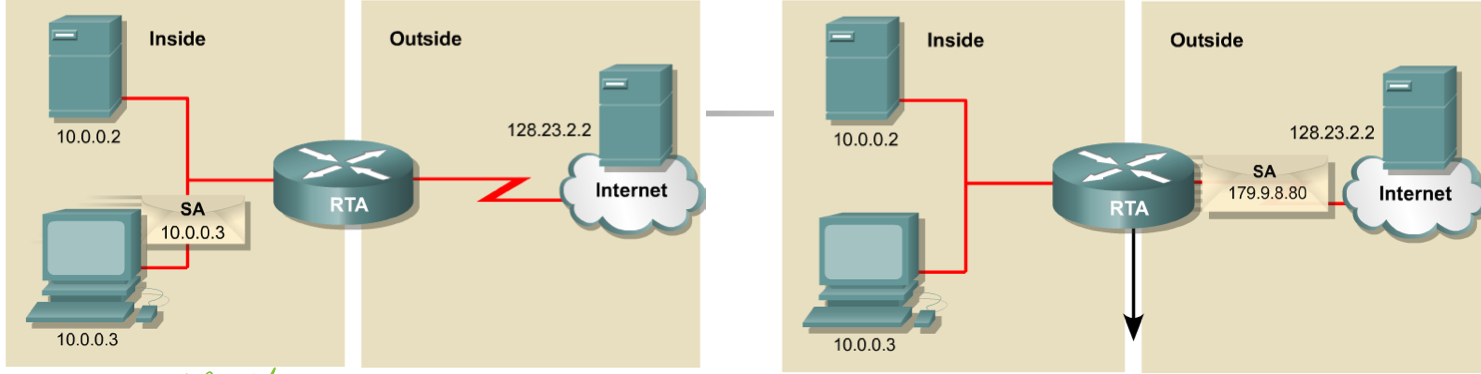 Inside
Outside
10.0.0.2
128.23.2.2
Internet
RTA
SA
10.0.0.3
10.0.0.3
Inside
Outside
10.0.0.2
128.23.2.2
SA
179.9.8.80
Internet
RTA
10.0.0.3